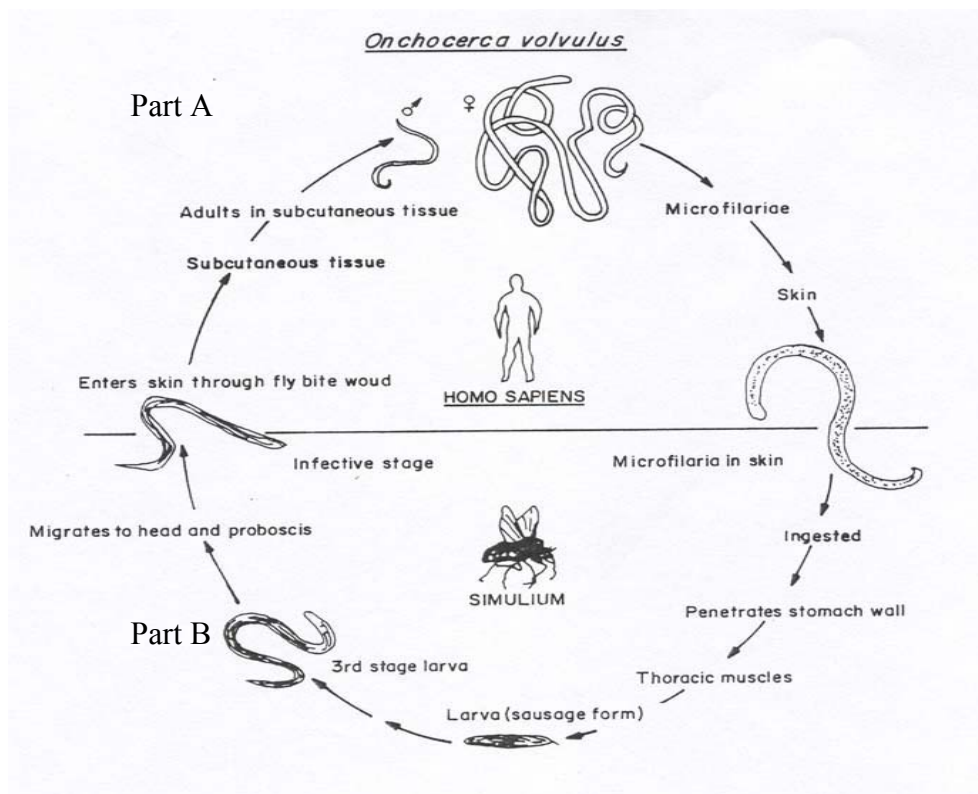 Onchocerca volvulus
Part A
♂
♀
Adults in subcutaneous tissue
Microfilariae
Subcutaneous tissue
Skin
Enters skin through fly bite woud
HOMO SAPIENS
Infective stage
Microfilaria in skin
Migrates to head and proboscis
Ingested
SIMULIUM
Penetrates stomach wall
Part B
3rd stage larva
Thoracic muscles
Larva (sausage form)